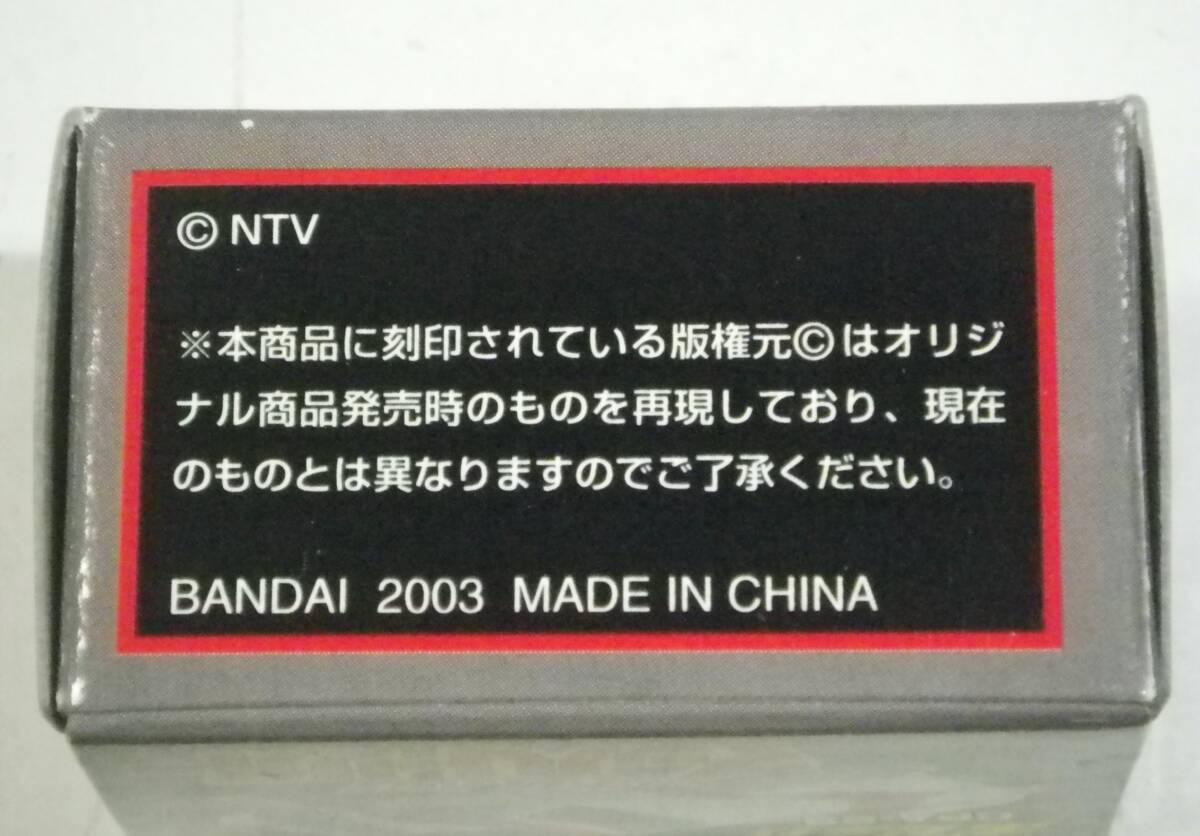 © NTV
※本商品に刻印されている版権元©はオリジ
ナル商品発売時のものを再現しており、現在
のものとは異なりますのでご了承ください。
BANDAI 2003 MADE IN CHINA